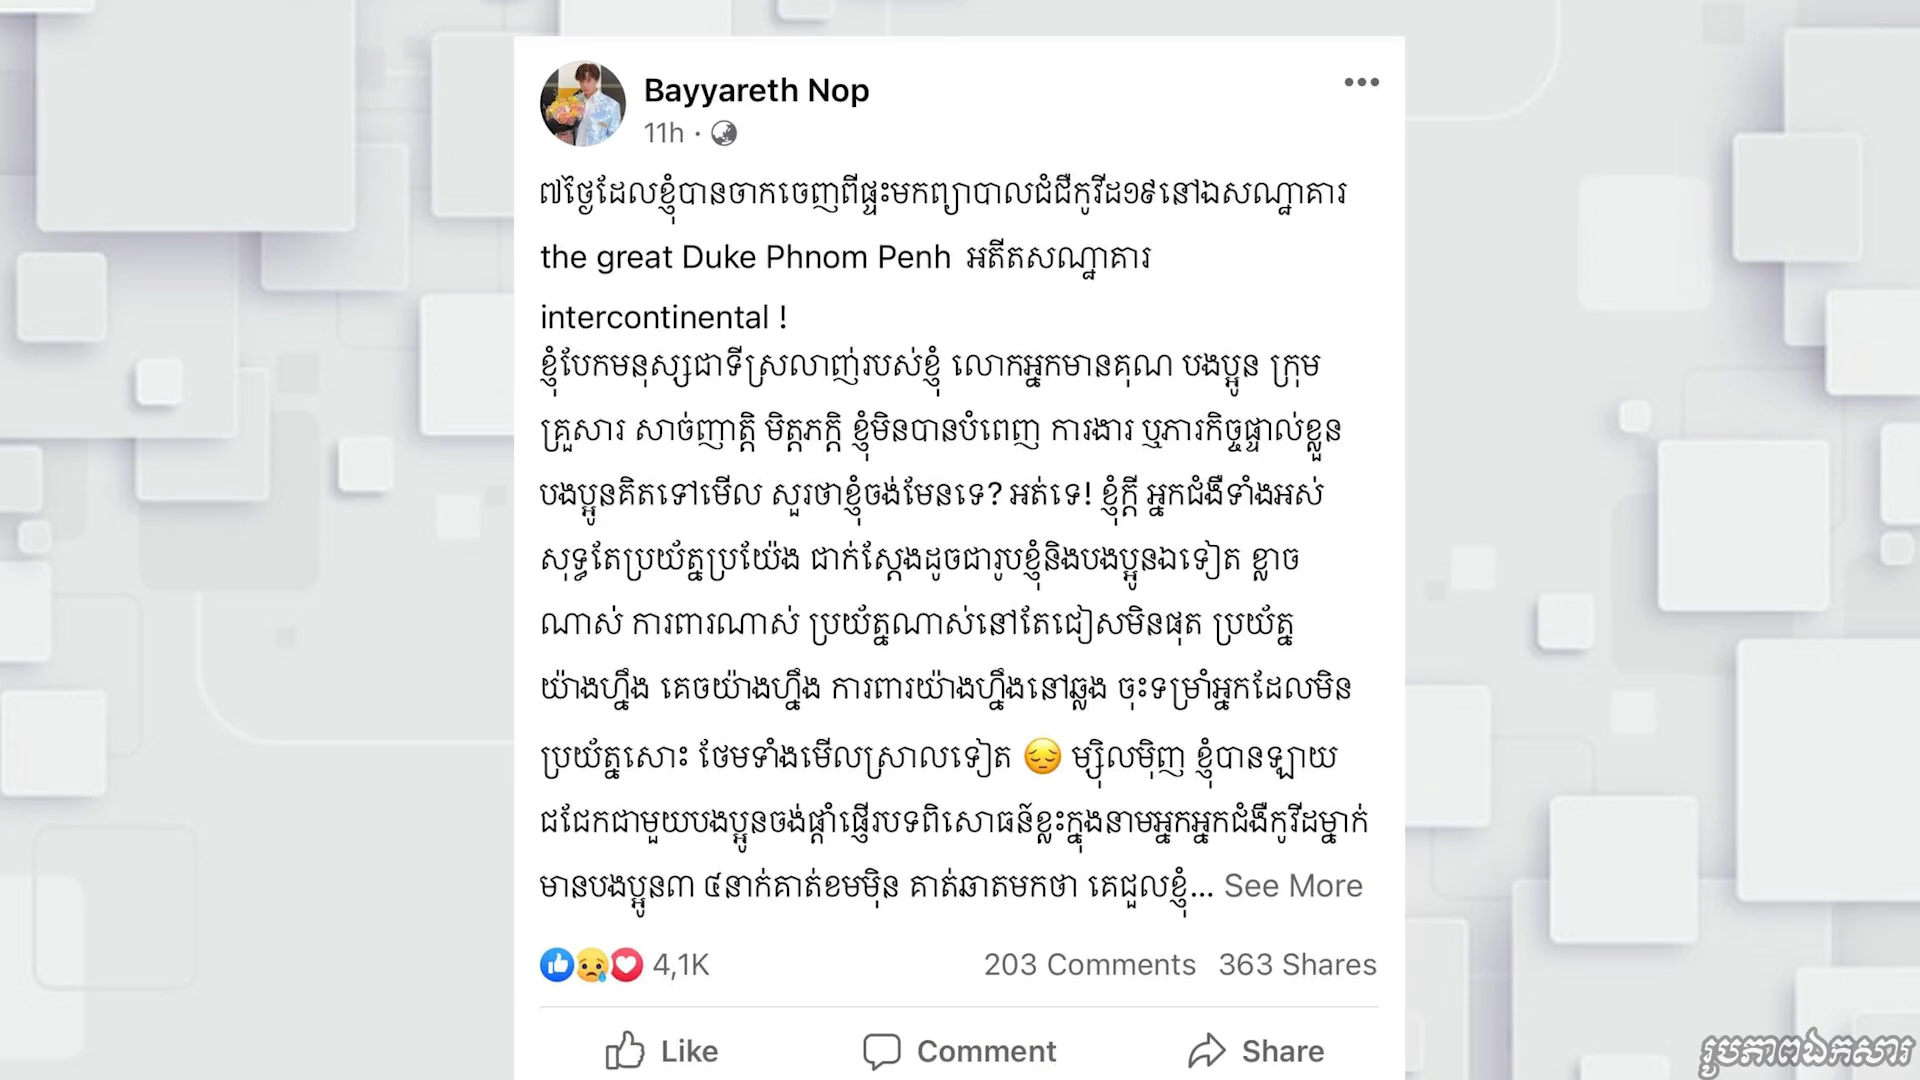 Bayyareth Nop
11h ·
៧ថ្ងៃដែលខ្ញុំបានចាកចេញពីផ្ទះមកព្យាបាលជំងឺកូវីដ១៩នៅឯសណ្ឋាគារ
the great Duke Phnom Penh អតីតសណ្ឋាគារ
intercontinental !
ខ្ញុំបែកមនុស្សជាទីស្រលាញ់របស់ខ្ញុំ លោកអ្នកមានគុណ បងប្អូន ក្រុម
គ្រួសារ សាច់ញាត្តិ មិត្តភក្តិ ខ្ញុំមិនបានបំពេញ ការងារ ឬភារកិច្ចផ្ទាល់ខ្លួន
បងប្អូនគិតទៅមើល សួរថាខ្ញុំចង់មែនទេ? អត់ទេ! ខ្ញុំក្តី អ្នកជំងឺទាំងអស់
សុទ្ធតែប្រយ័ត្នប្រយ៉ែង ជាក់ស្តែងដូចជារូបខ្ញុំនិងបងប្អូនឯទៀត ខ្លាច
ណាស់ ការពារណាស់ ប្រយ័ត្នណាស់នៅតែជៀសមិនផុត ប្រយ័ត្ន
យ៉ាងហ្នឹង គេចយ៉ាងហ្នឹង ការពារយ៉ាងហ្នឹងនៅឆ្លង ចុះទម្រាំអ្នកដែលមិន
ប្រយ័ត្នសោះ ថែមទាំងមើលស្រាលទៀត 😔 ម្សិលម៉ិញ ខ្ញុំបានឡាយ
ជជែកជាមួយបងប្អូនចង់ផ្តាំផ្ញើរបទពិសោធន៍ខ្លះក្នុងនាមអ្នកអ្នកជំងឺកូវីដម្នាក់
មានបងប្អូន៣ ៤នាក់គាត់ខមម៉ិន គាត់ឆាតមកថា គេជួលខ្ញុំ... See More
4,1K 203 Comments 363 Shares
Like Comment Share
រូបភាពឯកសារ